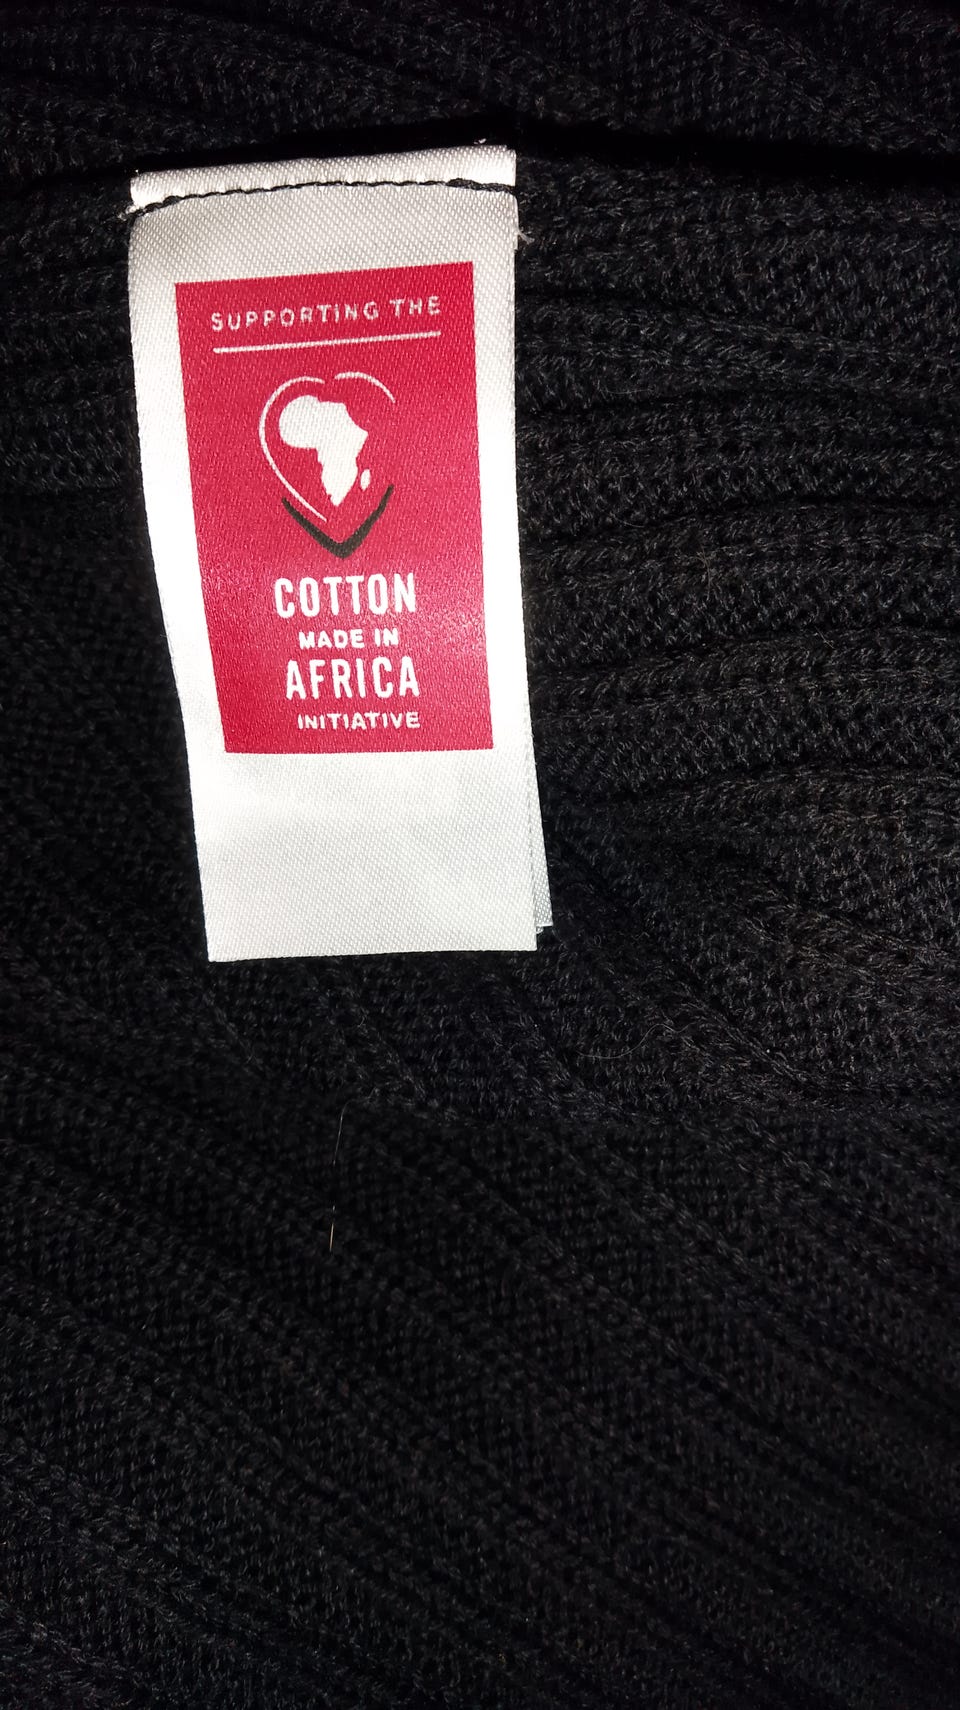 SUPPORTING THE
COTTON
MADE IN
AFRICA
INITIATIVE